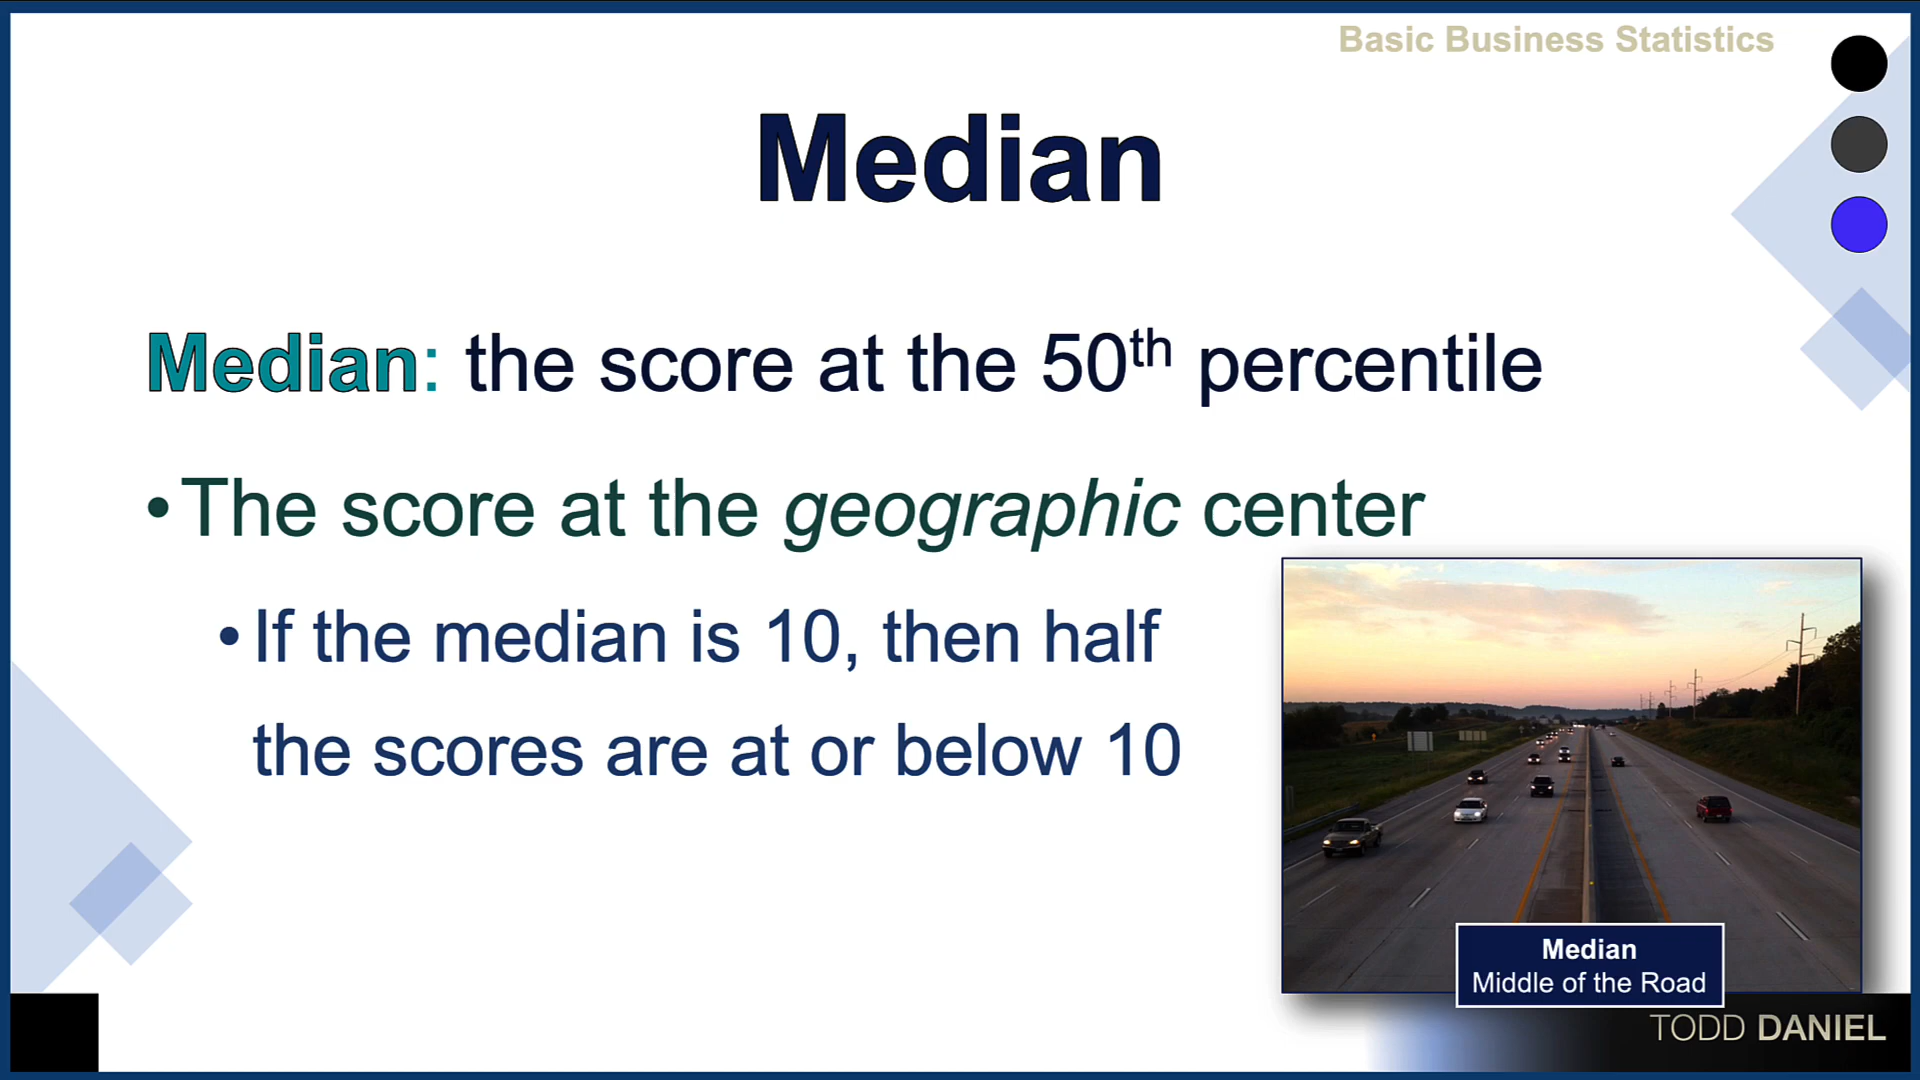 Basic Business Statistics
Median
Median: the score at the 50th percentile
•The score at the geographic center
•If the median is 10, then half
the scores are at or below 10
Median
Middle of the Road
TODD DANIEL